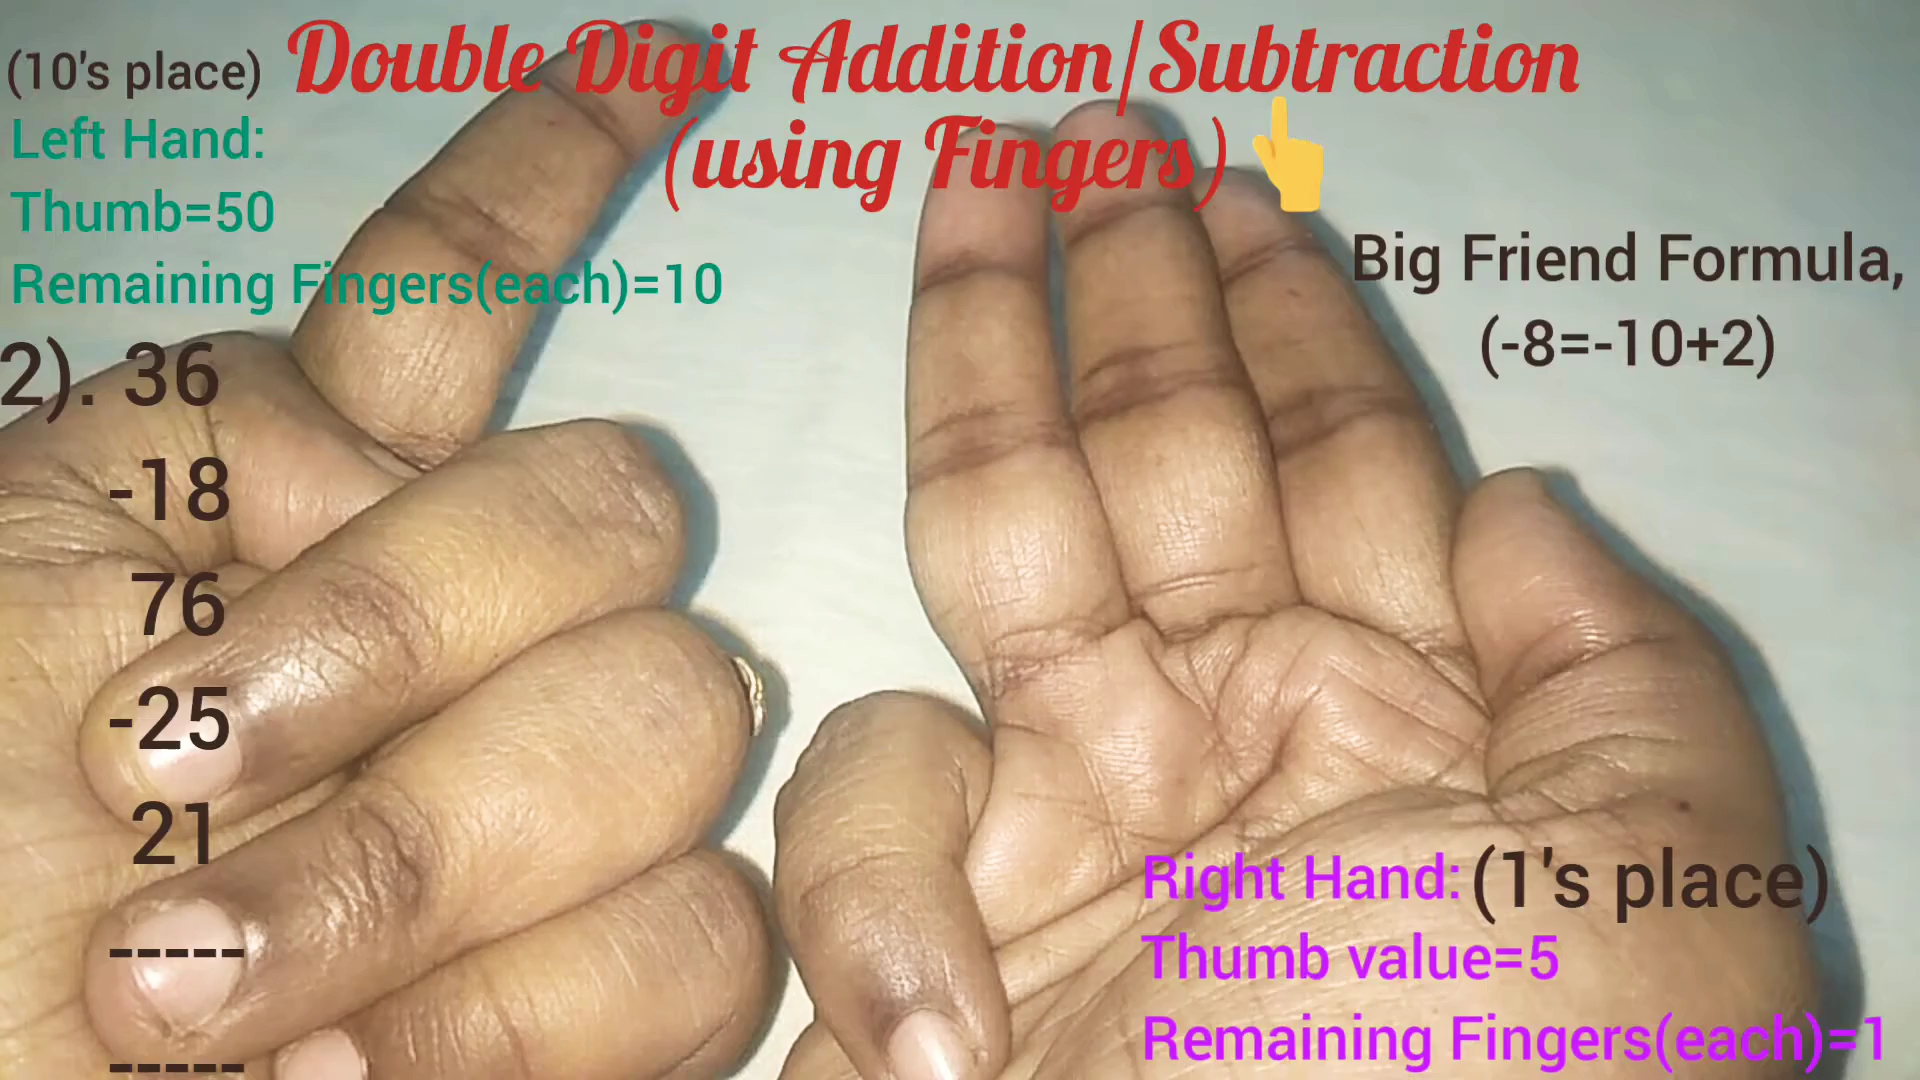 Double Digit Addition/Subtraction
(using Fingers)👆
(10's place)
Left Hand:
Thumb=50
Remaining Fingers(each)=10
Big Friend Formula,
(-8=-10+2)
2). 36
-18
76
-25
21
-----
-----
Right Hand: (1's place)
Thumb value=5
Remaining Fingers(each)=1